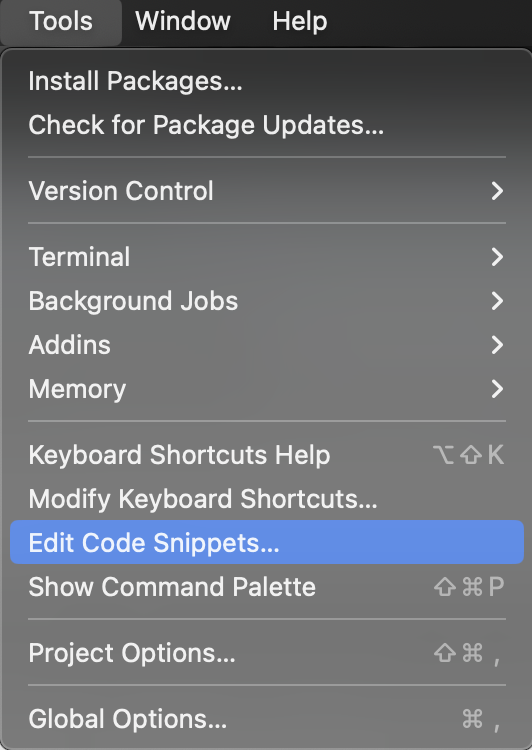 Tools Window Help
Install Packages...
Check for Package Updates...
Version Control
Terminal
Background Jobs
Addins
Memory
Keyboard Shortcuts Help ⌥⇧K
Modify Keyboard Shortcuts...
Edit Code Snippets...
Show Command Palette ⇧⌘P
Project Options... ⇧⌘,
Global Options... ⌘,